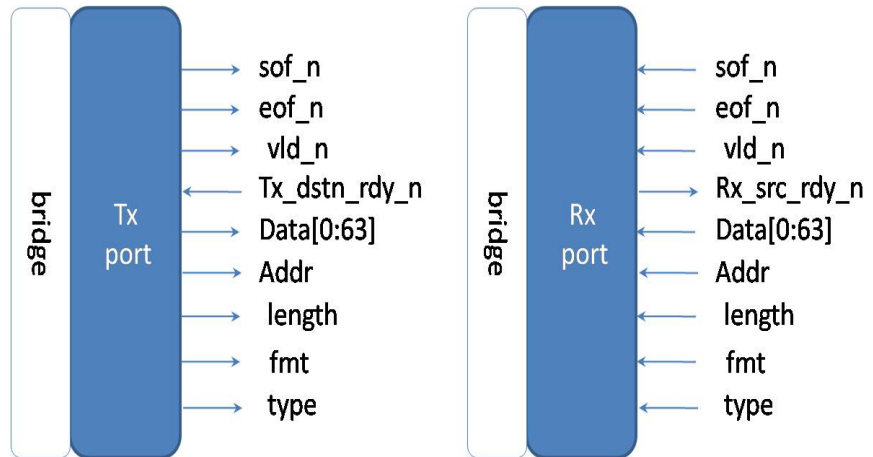 bridge
Tx
port
sof_n
eof_n
vld_n
Tx_dstn_rdy_n
Data[0:63]
Addr
length
fmt
type
bridge
Rx
port
sof_n
eof_n
vld_n
Rx_src_rdy_n
Data[0:63]
Addr
length
fmt
type